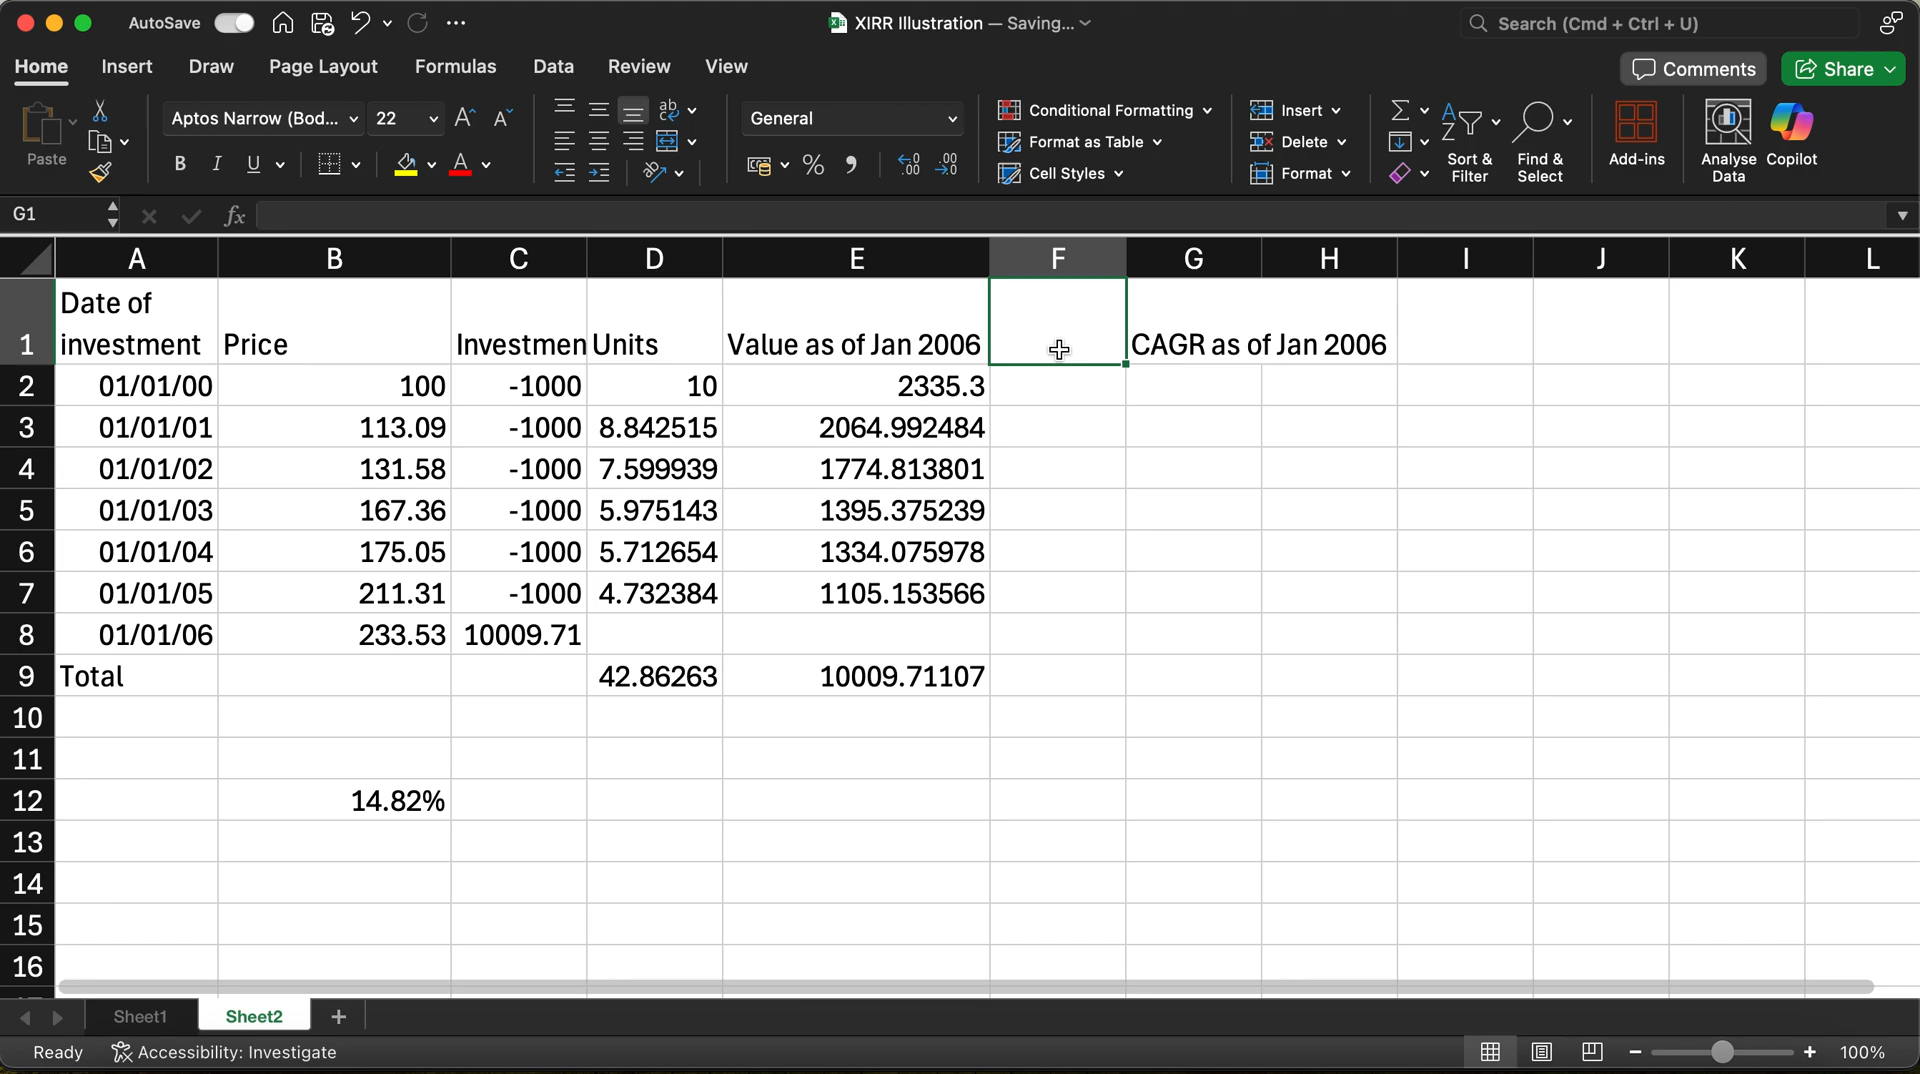 AutoSave
XIRR Illustration — Saving...
Search (Cmd + Ctrl + U)
Home Insert Draw Page Layout Formulas Data Review View
Comments Share
Paste
Aptos Narrow (Bod... 22
General
Conditional Formatting
Format as Table
Cell Styles
Insert
Delete
Format
Sort & Filter
Find & Select
Add-ins
Analyse Data
Copilot
G1 fx
A B C D E F G H I J K L
1 Date of investment Price Investmen Units Value as of Jan 2006 CAGR as of Jan 2006
2 01/01/00 100 -1000 10 2335.3
3 01/01/01 113.09 -1000 8.842515 2064.992484
4 01/01/02 131.58 -1000 7.599939 1774.813801
5 01/01/03 167.36 -1000 5.975143 1395.375239
6 01/01/04 175.05 -1000 5.712654 1334.075978
7 01/01/05 211.31 -1000 4.732384 1105.153566
8 01/01/06 233.53 10009.71
9 Total 42.86263 10009.71107
10
11
12 14.82%
13
14
15
16
Sheet1 Sheet2 +
Ready Accessibility: Investigate
100%